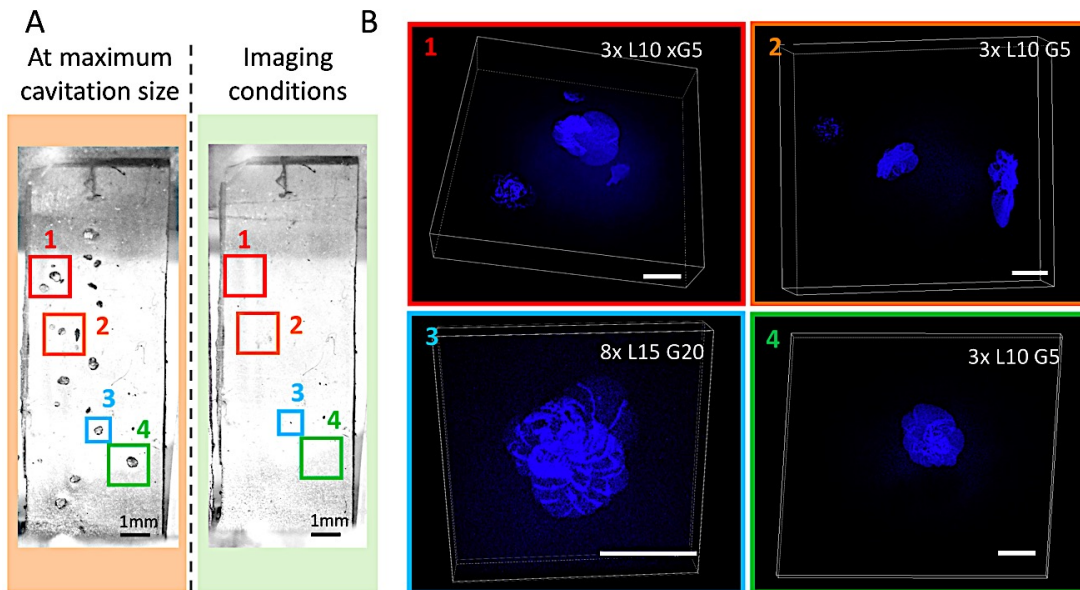 A
At maximum
cavitation size
Imaging
conditions
1
2
3
4
1mm
1
2
3
4
1mm
B
1
3x L10 xG5
2
3x L10 G5
3
8x L15 G20
4
3x L10 G5